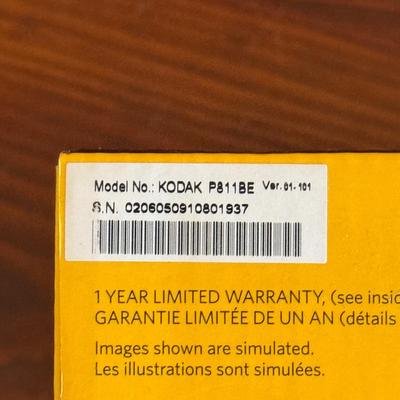 Model No.: KODAK P811BE Ver. 01-101
S.N. 0206050910801937
1 YEAR LIMITED WARRANTY, (see insid
GARANTIE LIMITÉE DE UN AN (détails
Images shown are simulated.
Les illustrations sont simulées.